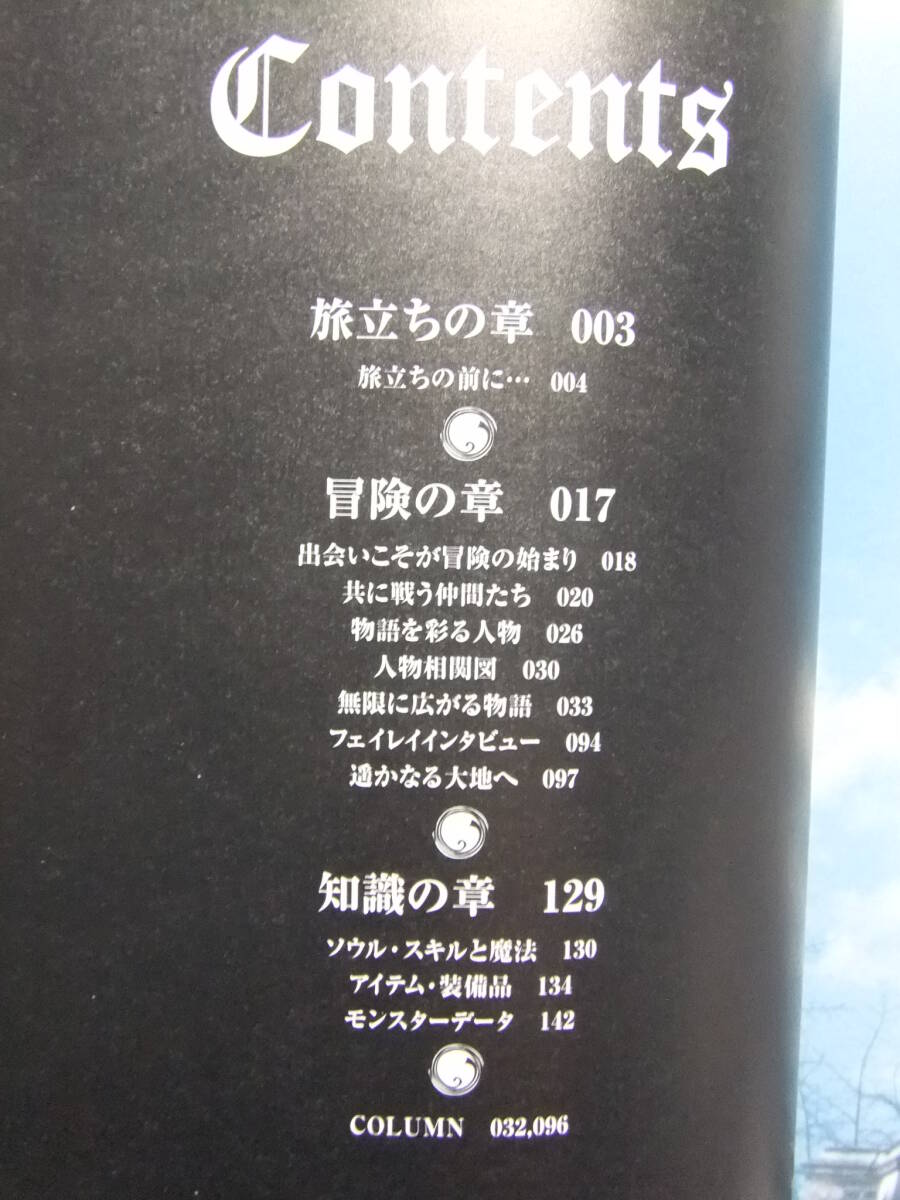 Contents
旅立ちの章 003
旅立ちの前に… 004
冒険の章 017
出会いこそが冒険の始まり 018
共に戦う仲間たち 020
物語を彩る人物 026
人物相関図 030
無限に広がる物語 033
フェイレイインタビュー 094
遥かなる大地へ 097
知識の章 129
ソウル・スキルと魔法 130
アイテム・装備品 134
モンスターデータ 142
COLUMN 032,096